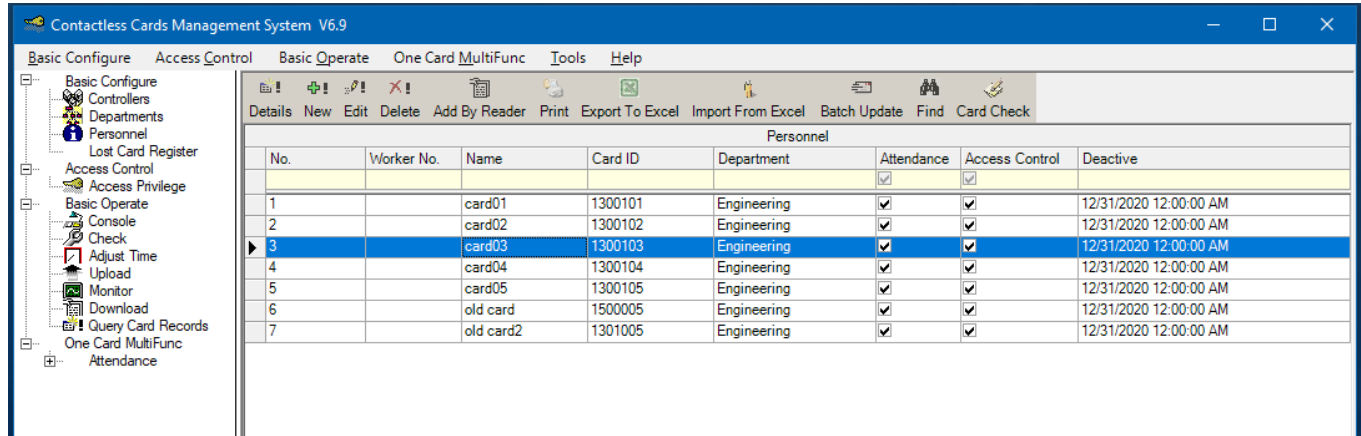 Contactless Cards Management System V6.9
Basic Configure Access Control Basic Operate One Card MultiFunc Tools Help
Basic Configure
Controllers
Departments
Personnel
Lost Card Register
Access Control
Access Privilege
Basic Operate
Console
Check
Adjust Time
Upload
Monitor
Download
Query Card Records
One Card MultiFunc
Attendance
Details New Edit Delete Add By Reader Print Export To Excel Import From Excel Batch Update Find Card Check
Personnel
No. Worker No. Name Card ID Department Attendance Access Control Deactive
1 card01 1300101 Engineering 12/31/2020 12:00:00 AM
2 card02 1300102 Engineering 12/31/2020 12:00:00 AM
3 card03 1300103 Engineering 12/31/2020 12:00:00 AM
4 card04 1300104 Engineering 12/31/2020 12:00:00 AM
5 card05 1300105 Engineering 12/31/2020 12:00:00 AM
6 old card 1500005 Engineering 12/31/2020 12:00:00 AM
7 old card2 1301005 Engineering 12/31/2020 12:00:00 AM